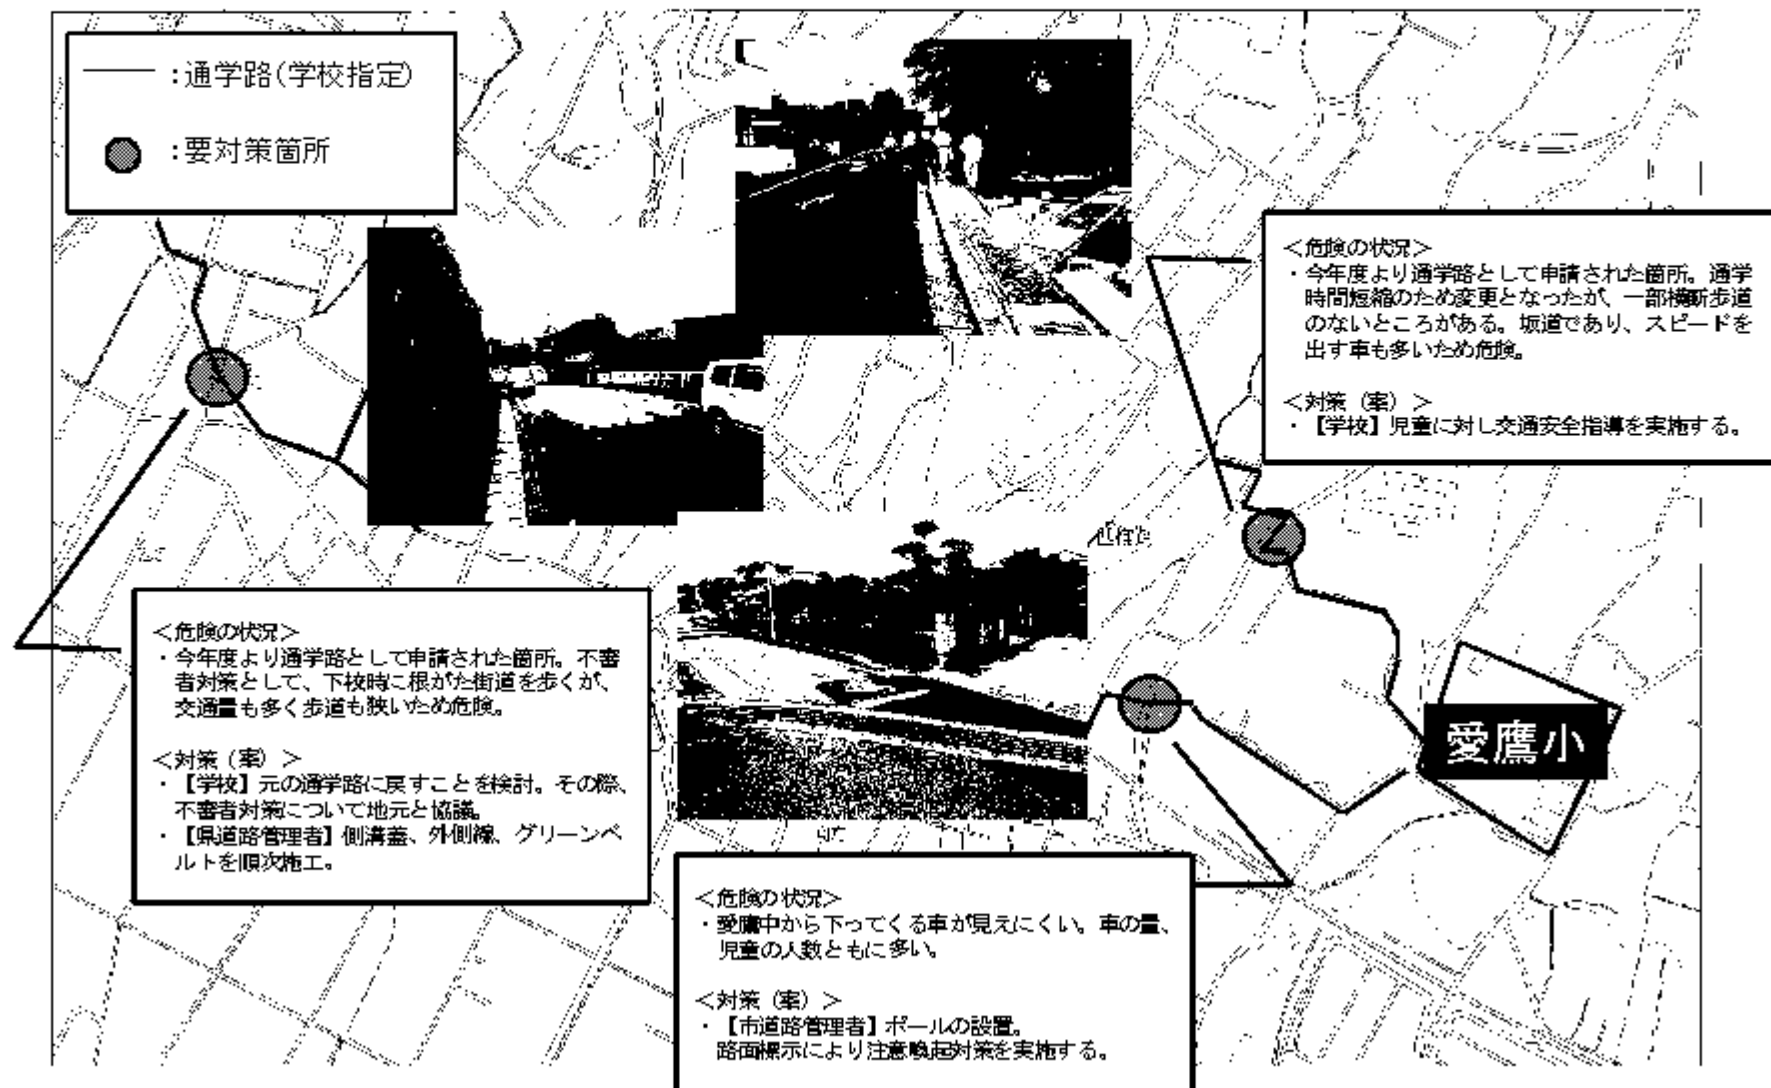 ：通学路(学校指定)
：要対策箇所
＜危険の状況＞
・今年度より通学路として申請された箇所。通学
時間短縮のため変更となったが、一部横断歩道
のないところがある。坂道であり、スピードを
出す車も多いため危険。
＜対策（案）＞
・【学校】児童に対し交通安全指導を実施する。
＜危険の状況＞
・今年度より通学路として申請された箇所。不審
者対策として、下校時に根がた街道を歩くが、
交通量も多く歩道も狭いため危険。
＜対策（案）＞
・【学校】元の通学路に戻すことを検討。その際、
不審者対策について地元と協議。
・【県道路管理者】側溝蓋、外側線、グリーンベ
ルトを順次施工。
愛鷹小
＜危険の状況＞
・愛鷹中から下ってくる車が見えにくい。車の量、
児童の人数ともに多い。
＜対策（案）＞
・【市道路管理者】ポールの設置。
路面標示により注意喚起対策を実施する。